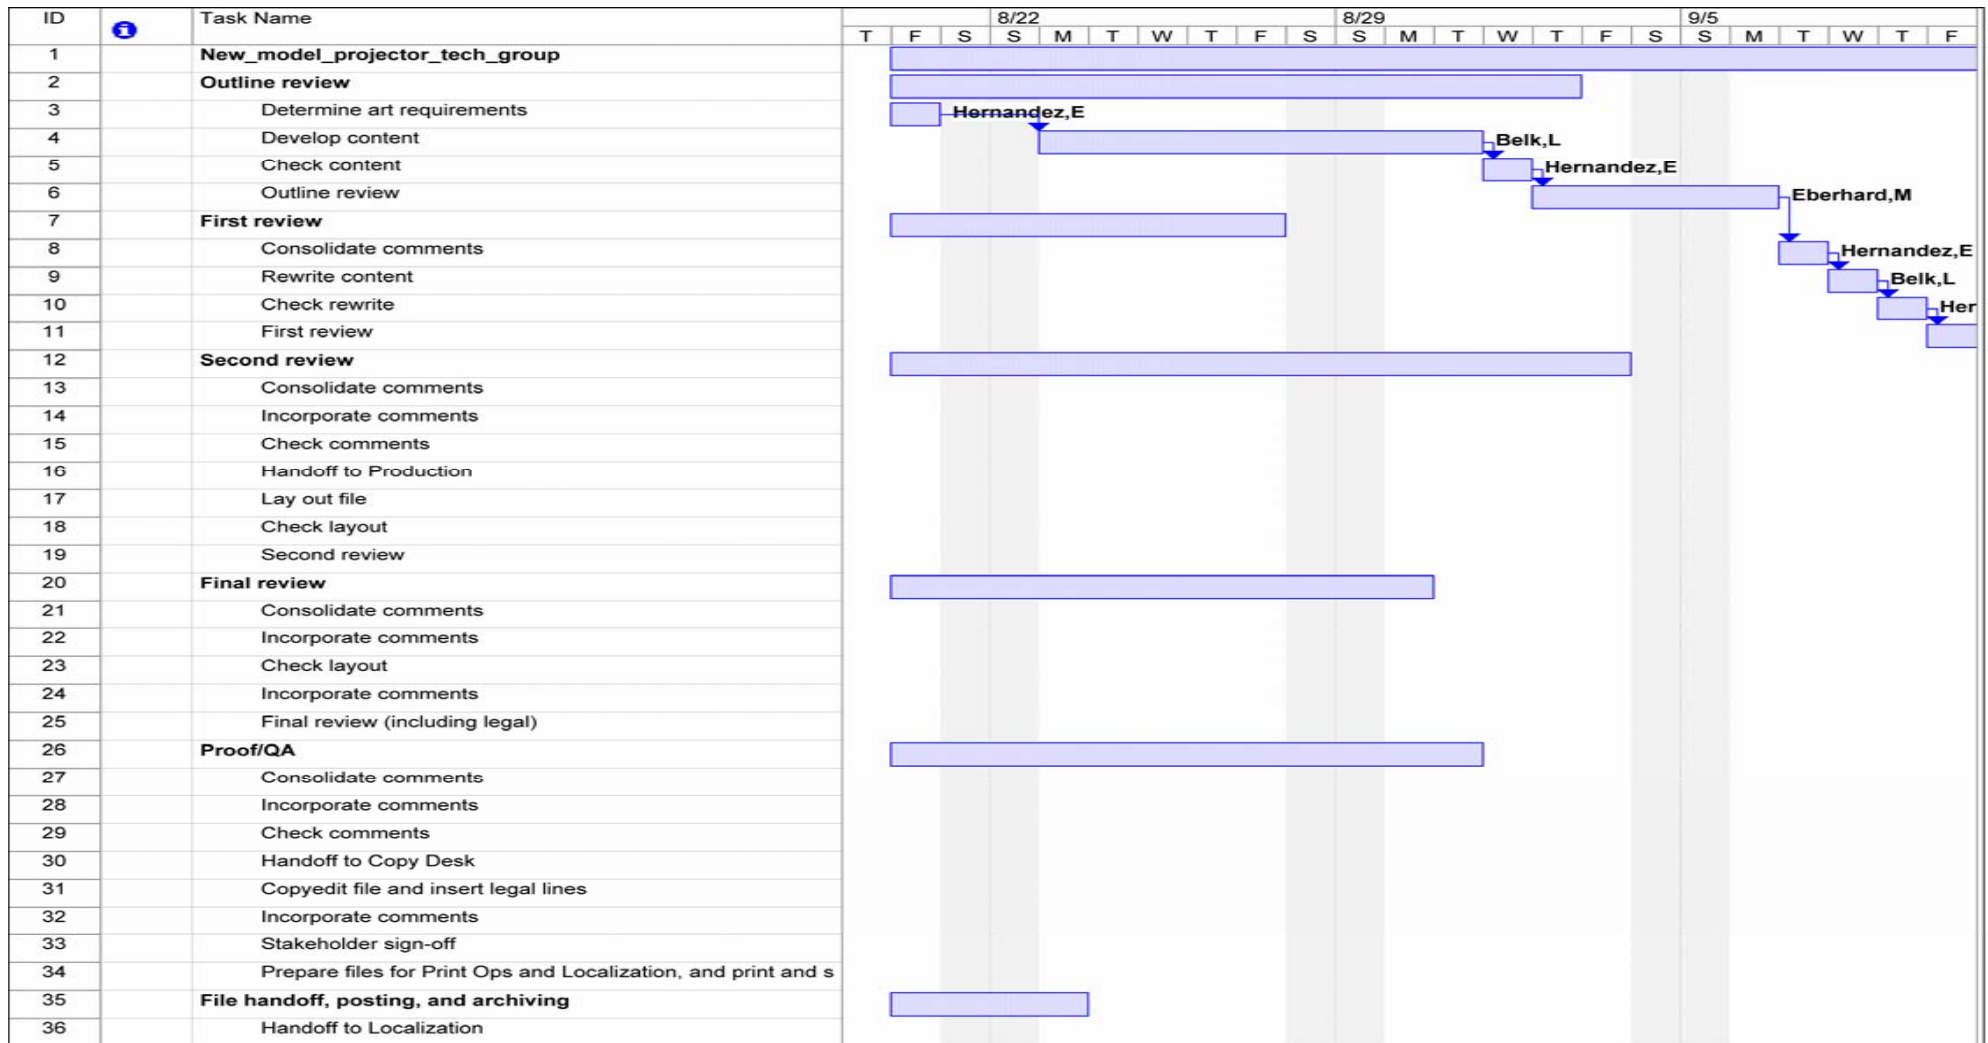 ID Task Name 8/22 8/29 9/5
T F S S M T W T F S S M T W T F S S M T W T F
1 New_model_projector_tech_group
2 Outline review
3 Determine art requirements Hernandez,E
4 Develop content Belk,L
5 Check content Hernandez,E
6 Outline review Eberhard,M
7 First review
8 Consolidate comments Hernandez,E
9 Rewrite content Belk,L
10 Check rewrite Her
11 First review
12 Second review
13 Consolidate comments
14 Incorporate comments
15 Check comments
16 Handoff to Production
17 Lay out file
18 Check layout
19 Second review
20 Final review
21 Consolidate comments
22 Incorporate comments
23 Check layout
24 Incorporate comments
25 Final review (including legal)
26 Proof/QA
27 Consolidate comments
28 Incorporate comments
29 Check comments
30 Handoff to Copy Desk
31 Copyedit file and insert legal lines
32 Incorporate comments
33 Stakeholder sign-off
34 Prepare files for Print Ops and Localization, and print and s
35 File handoff, posting, and archiving
36 Handoff to Localization